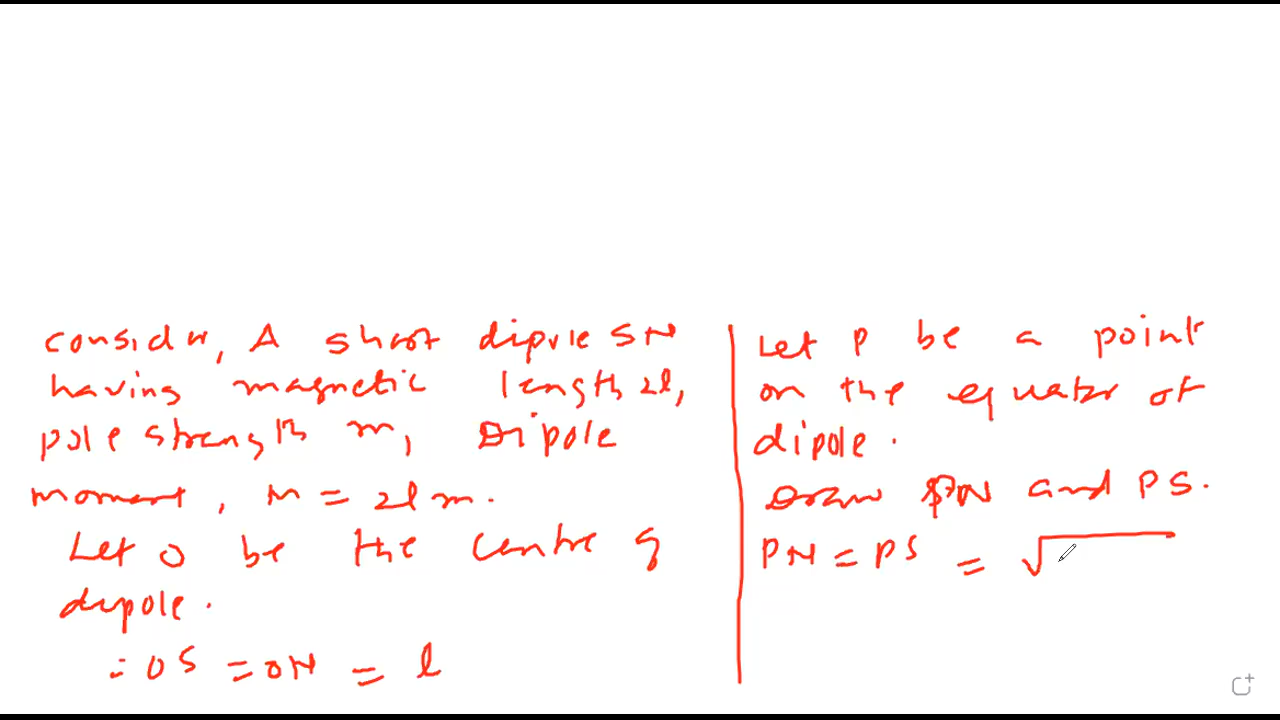 consider, A short dipole SN
having magnetic length 2l,
pole strength m, Dipole
moment, M = 2lm.
Let O be the centre of
dipole.
∴ OS = ON = l
Let P be a point
on the equator of
dipole.
Draw PN and PS.
PN = PS = √